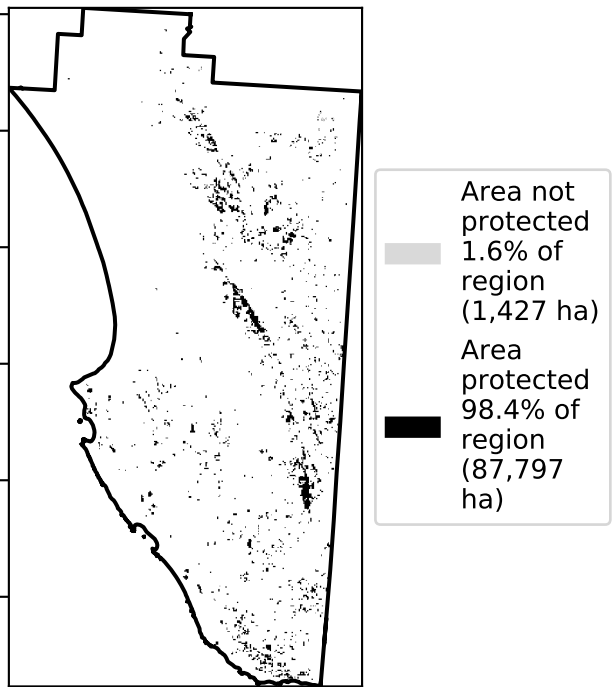 Area not
protected
1.6% of
region
(1,427 ha)
Area
protected
98.4% of
region
(87,797
ha)